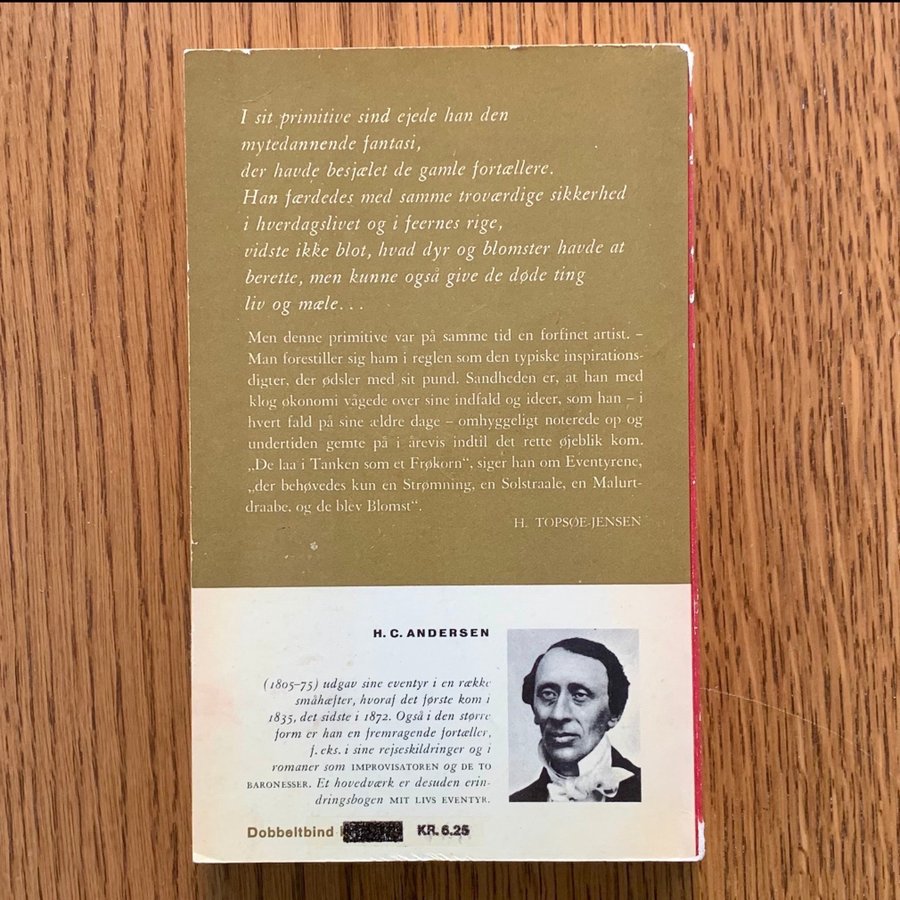 I sit primitive sind ejede han den
mytedannende fantasi,
der havde besjælet de gamle fortællere.
Han færdedes med samme troværdige sikkerhed
i hverdagslivet og i feernes rige,
vidste ikke blot, hvad dyr og blomster havde at
berette, men kunne også give de døde ting
liv og mæle...
Men denne primitive var på samme tid en forfinet artist. –
Man forestiller sig ham i reglen som den typiske inspirations-
digter, der ødsler med sit pund. Sandheden er, at han med
klog økonomi vågede over sine indfald og ideer, som han – i
hvert fald på sine ældre dage – omhyggeligt noterede op og
undertiden gemte på i årevis indtil det rette øjeblik kom.
„De laa i Tanken som et Frøkorn“, siger han om Eventyrene,
„der behøvedes kun en Strømning, en Solstraale, en Malurt-
draabe, og de blev Blomst“.
H. TOPSØE-JENSEN
H. C. ANDERSEN
(1805–75) udgav sine eventyr i en række
småhæfter, hvoraf det første kom i
1835, det sidste i 1872. Også i den større
form er han en fremragende fortæller,
f. eks. i sine rejseskildringer og i
romaner som IMPROVISATOREN og DE TO
BARONESSER. Et hovedværk er desuden erin-
dringsbogen MIT LIVS EVENTYR.
Dobbeltbind KR. 6.25